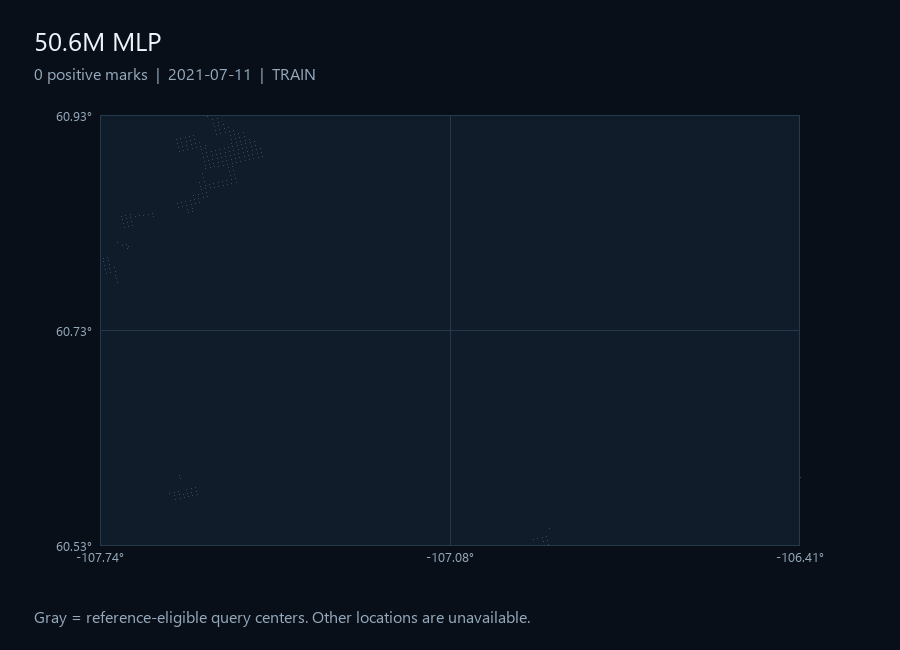 50.6M MLP
0 positive marks | 2021-07-11 | TRAIN
60.93°
60.73°
60.53°
-107.74°
-107.08°
-106.41°
Gray = reference-eligible query centers. Other locations are unavailable.